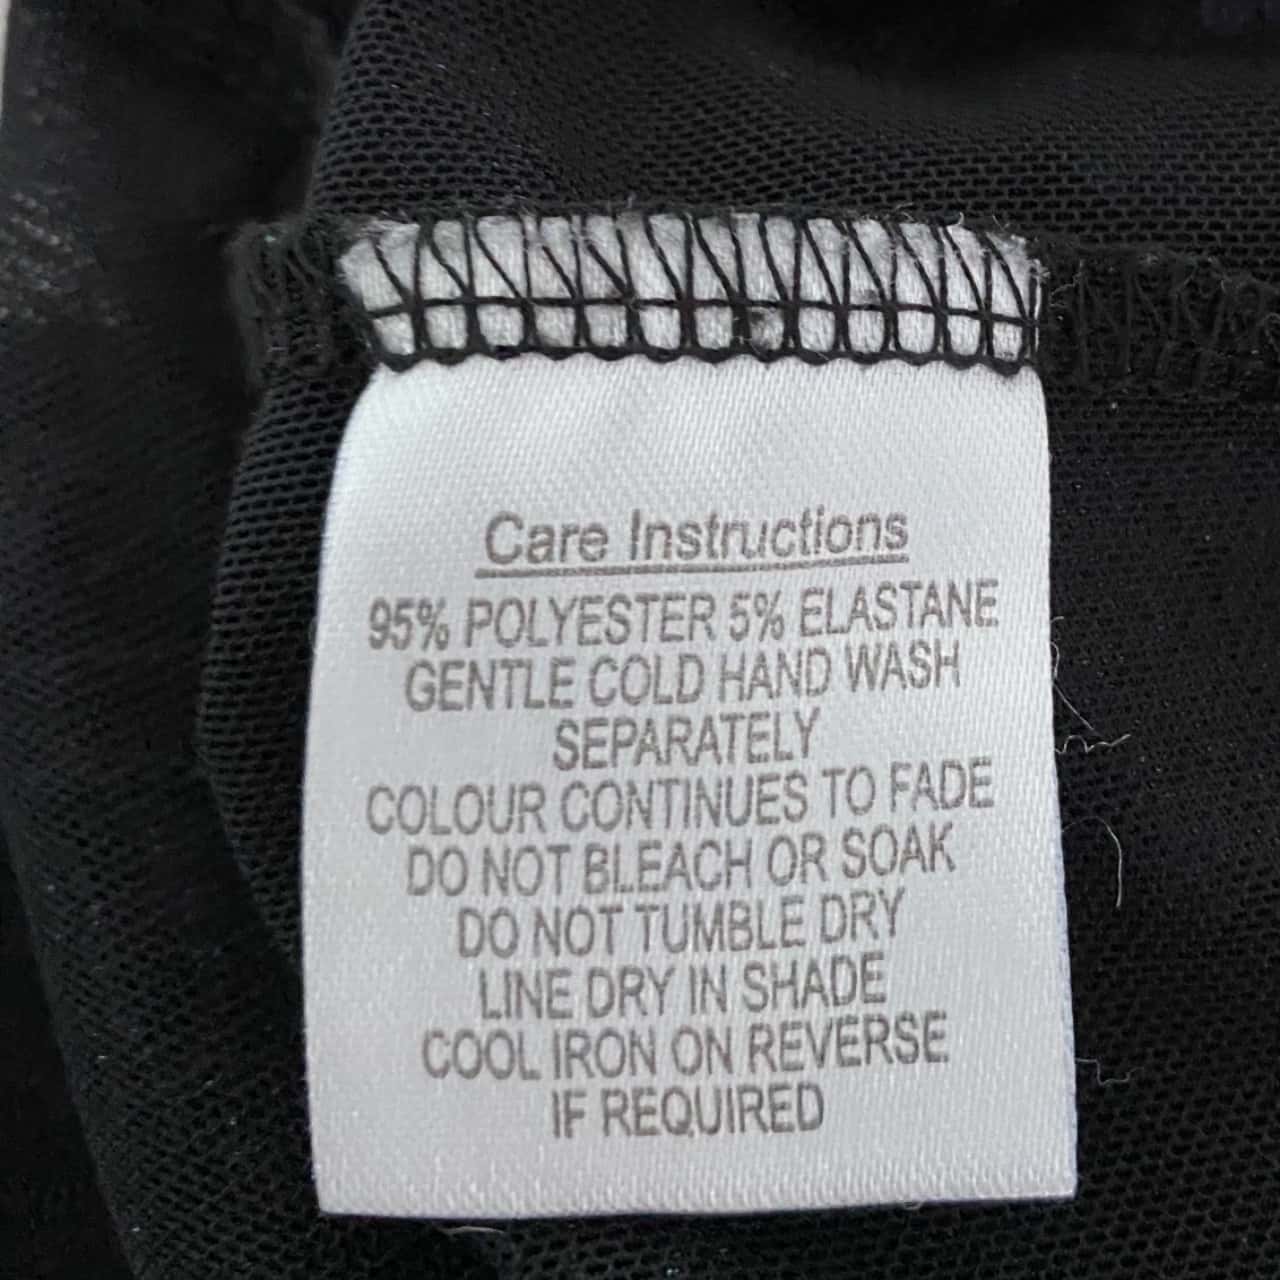 Care Instructions
95% POLYESTER 5% ELASTANE
GENTLE COLD HAND WASH
SEPARATELY
COLOUR CONTINUES TO FADE
DO NOT BLEACH OR SOAK
DO NOT TUMBLE DRY
LINE DRY IN SHADE
COOL IRON ON REVERSE
IF REQUIRED